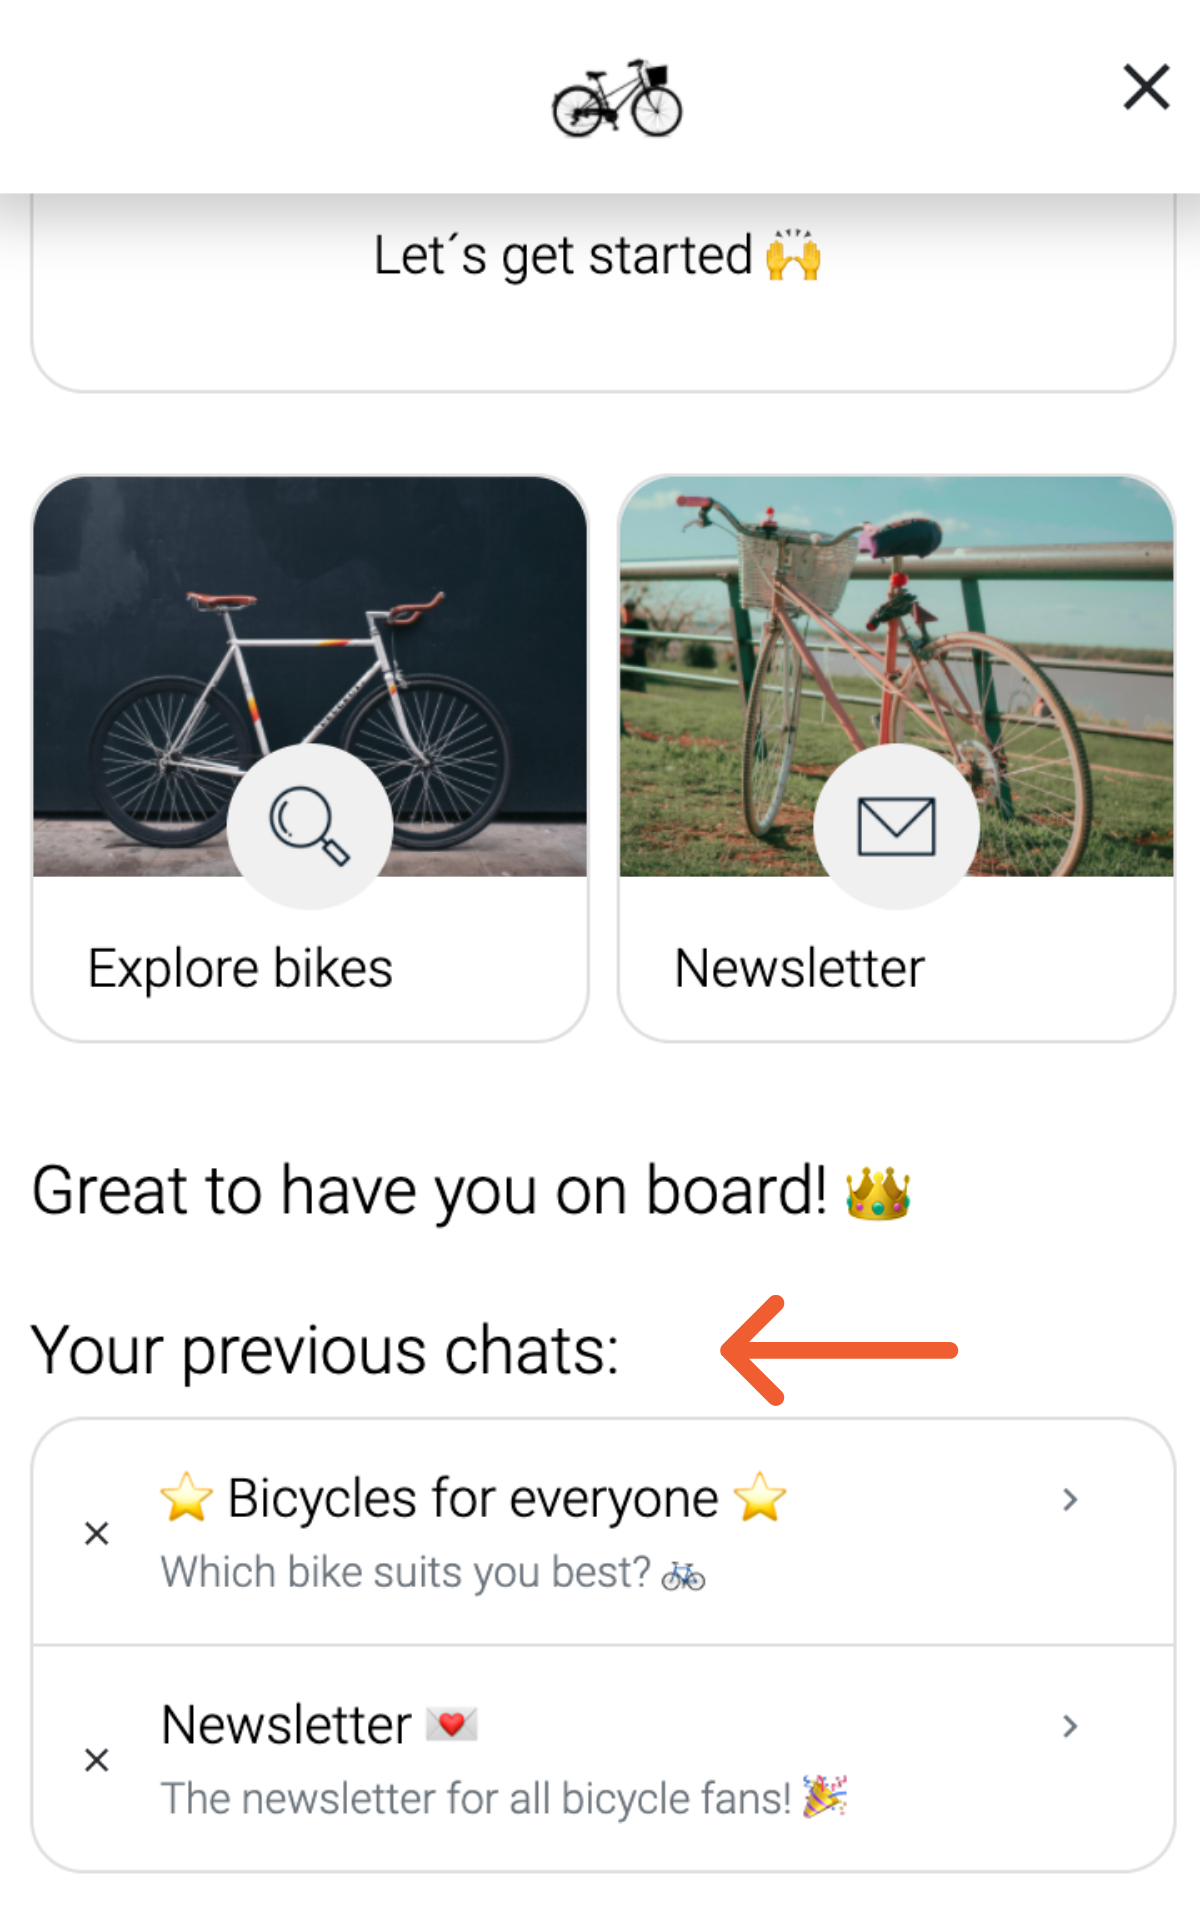 Let´s get started 🙌
Explore bikes
Newsletter
Great to have you on board! 👑
Your previous chats:
⭐ Bicycles for everyone ⭐
Which bike suits you best? 🚲
Newsletter 💌
The newsletter for all bicycle fans! 🎉